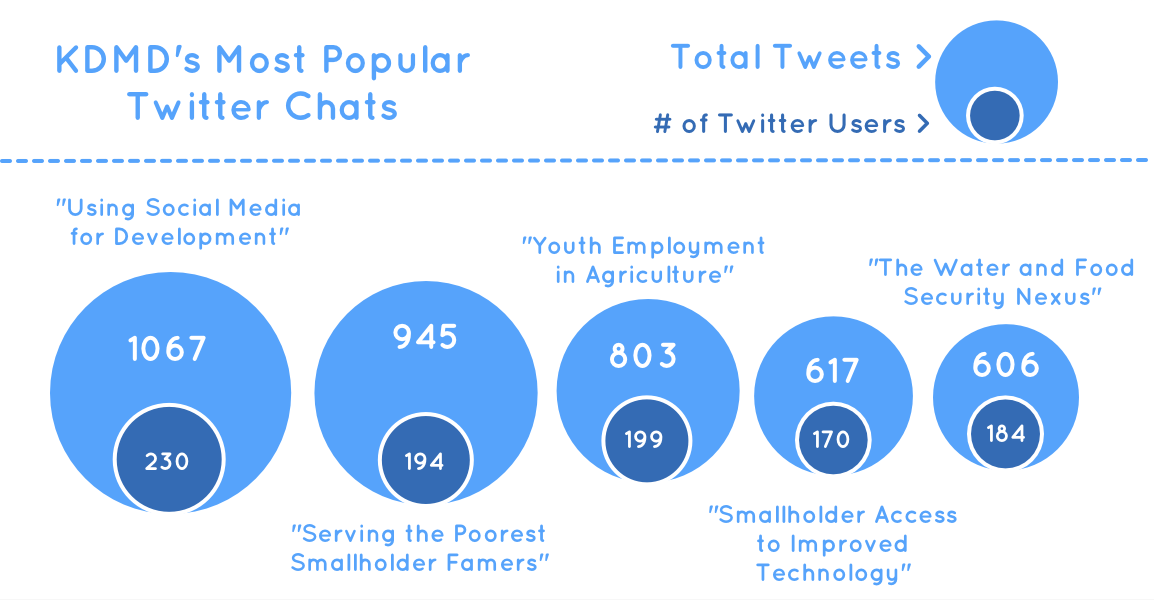 KDMD's Most Popular
Twitter Chats
Total Tweets >
# of Twitter Users >
"Using Social Media
for Development"
1067
230
945
194
"Serving the Poorest
Smallholder Famers"
"Youth Employment
in Agriculture"
803
199
617
170
"Smallholder Access
to Improved
Technology"
"The Water and Food
Security Nexus"
606
184